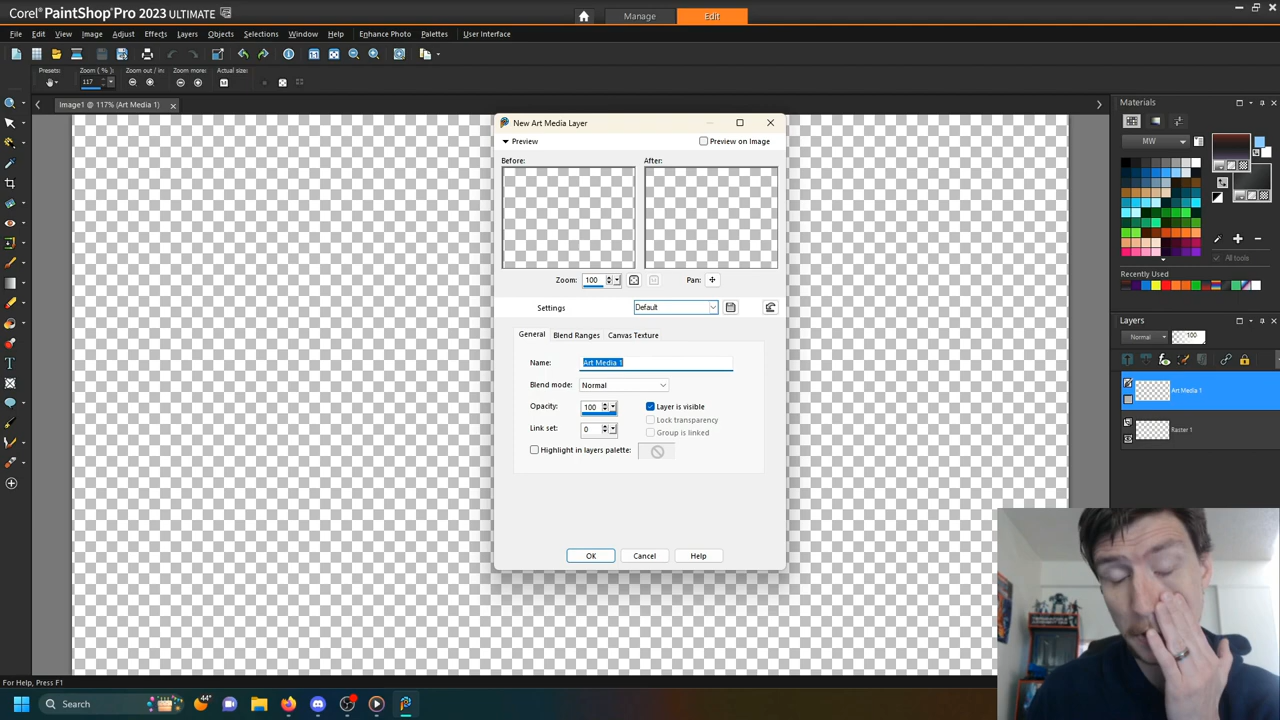 Corel® PaintShop® Pro 2023 ULTIMATE
Manage
Edit
File Edit View Image Adjust Effects Layers Objects Selections Window Help Enhance Photo Palettes User Interface
Presets: Zoom ( % ): Zoom out / in: Zoom more: Actual size:
117
Image1 @ 117% (Art Media 1)
New Art Media Layer
Preview
Preview on Image
Before:
After:
Zoom: 100
Pan:
Settings
Default
General
Blend Ranges
Canvas Texture
Name: Art Media 1
Blend mode: Normal
Opacity: 100
Layer is visible
Lock transparency
Link set: 0
Group is linked
Highlight in layers palette:
OK
Cancel
Help
Materials
MW
All tools
Recently Used
Layers
Normal
100
Art Media 1
Raster 1
For Help, Press F1
Search
44°